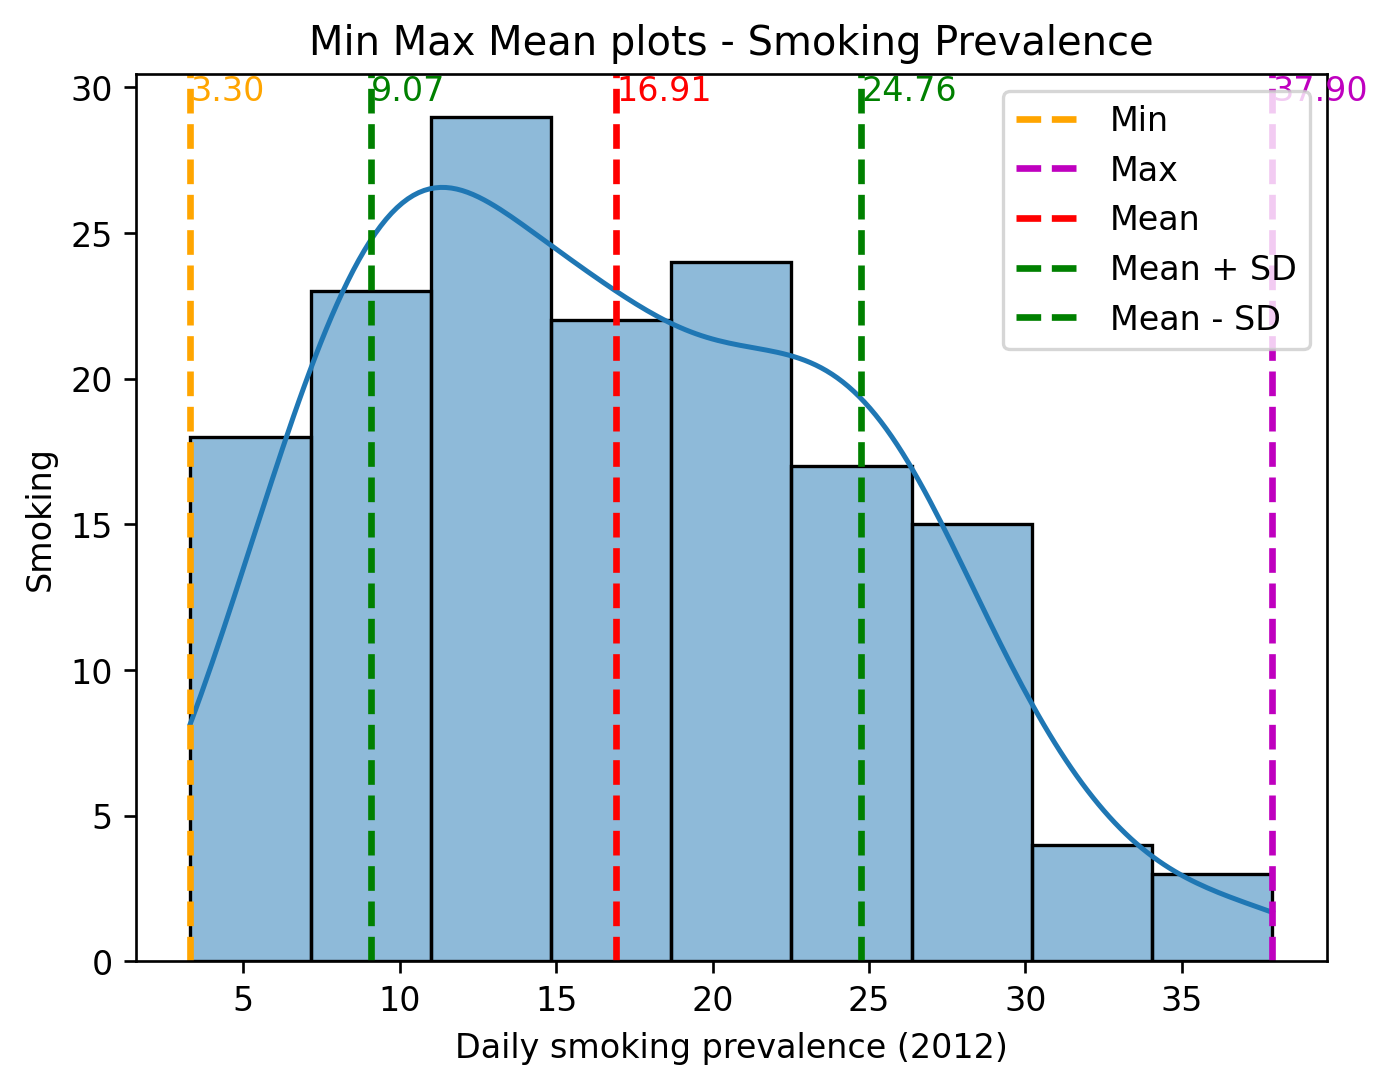 Min Max Mean plots - Smoking Prevalence
3.30
9.07
16.91
24.76
37.90
Min
Max
Mean
Mean + SD
Mean - SD
30
25
20
15
10
5
0
Smoking
5
10
15
20
25
30
35
Daily smoking prevalence (2012)